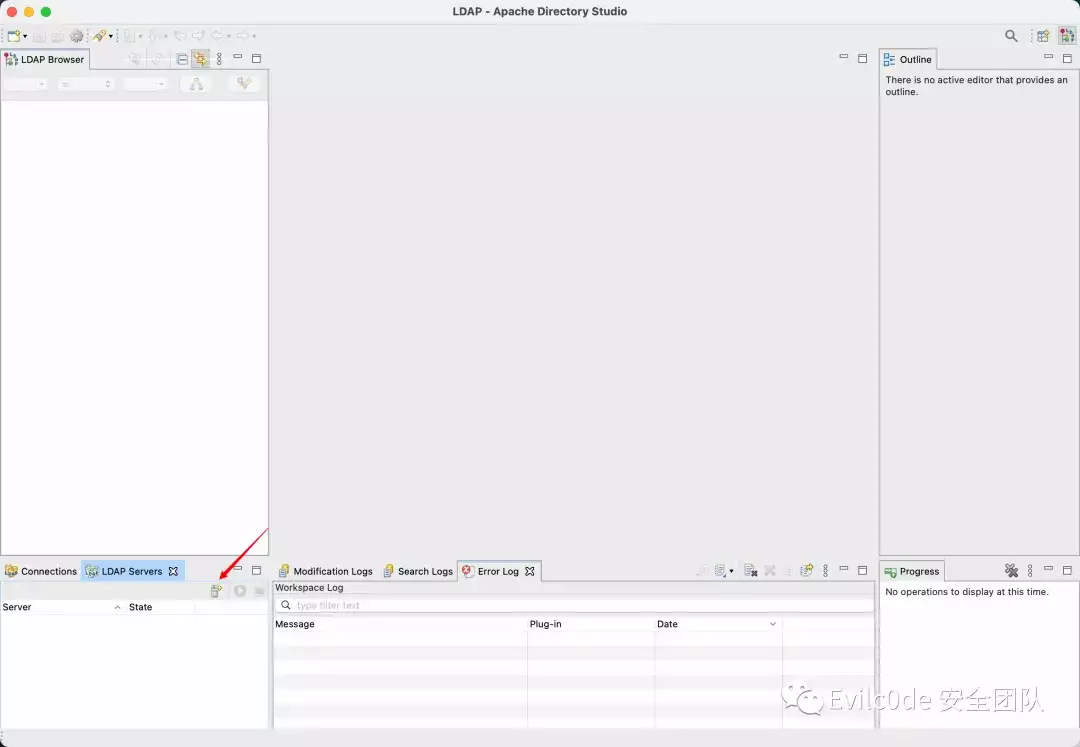 LDAP - Apache Directory Studio
LDAP Browser
Outline
There is no active editor that provides an
outline.
Connections
LDAP Servers
Modification Logs
Search Logs
Error Log
Progress
Workspace Log
type filter text
No operations to display at this time.
Server
State
Message
Plug-in
Date
Evilc0de 安全团队